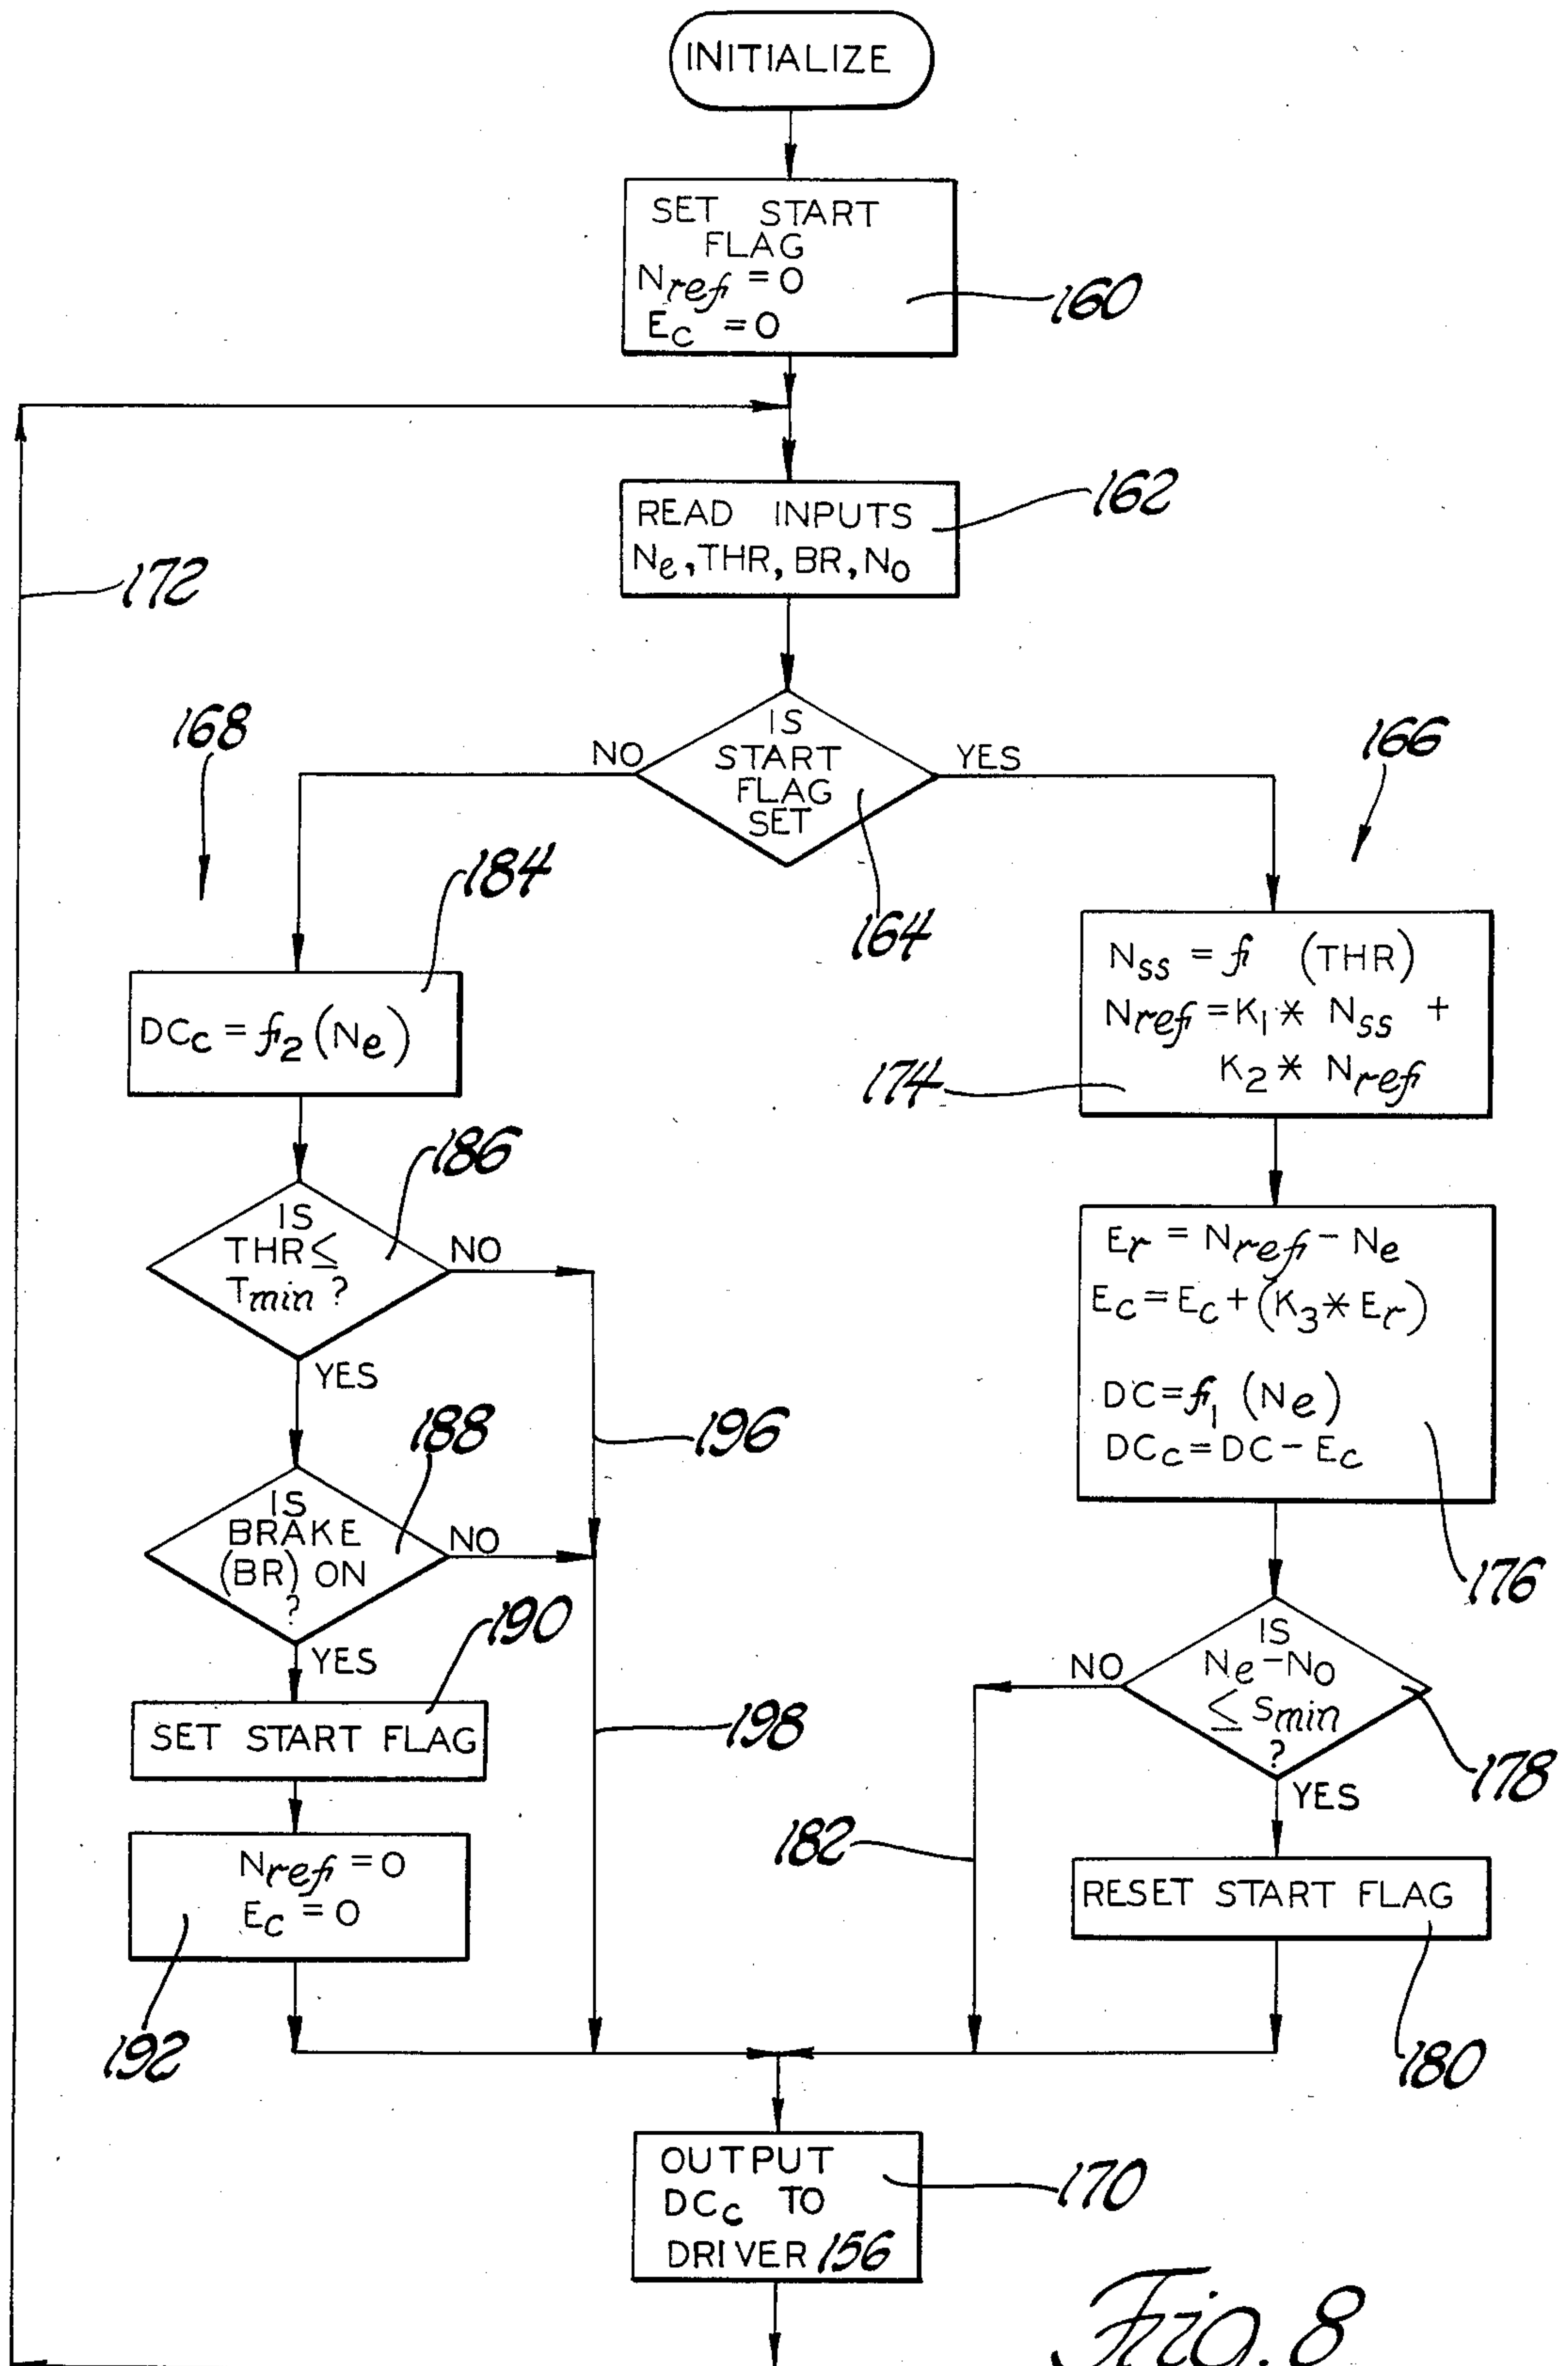 INITIALIZE
SET START
FLAG
Nref = 0
Ec = 0
160
READ INPUTS
Ne, THR, BR, No
162
172
168
NO
IS
START
FLAG
SET
YES
166
164
184
DCc = f2 (Ne)
Nss = f (THR)
Nref = K1 * Nss +
K2 * Nref
174
186
IS
THR ≤
Tmin ?
NO
YES
Er = Nref - Ne
Ec = Ec + (K3 * Er)
DC = f1 (Ne)
DCc = DC - Ec
176
196
188
IS
BRAKE
(BR) ON
?
NO
YES
190
SET START FLAG
198
NO
IS
Ne - No
≤ Smin
?
YES
178
182
Nref = 0
Ec = 0
192
RESET START FLAG
180
OUTPUT
DCc TO
DRIVER 156
170
Fig. 8